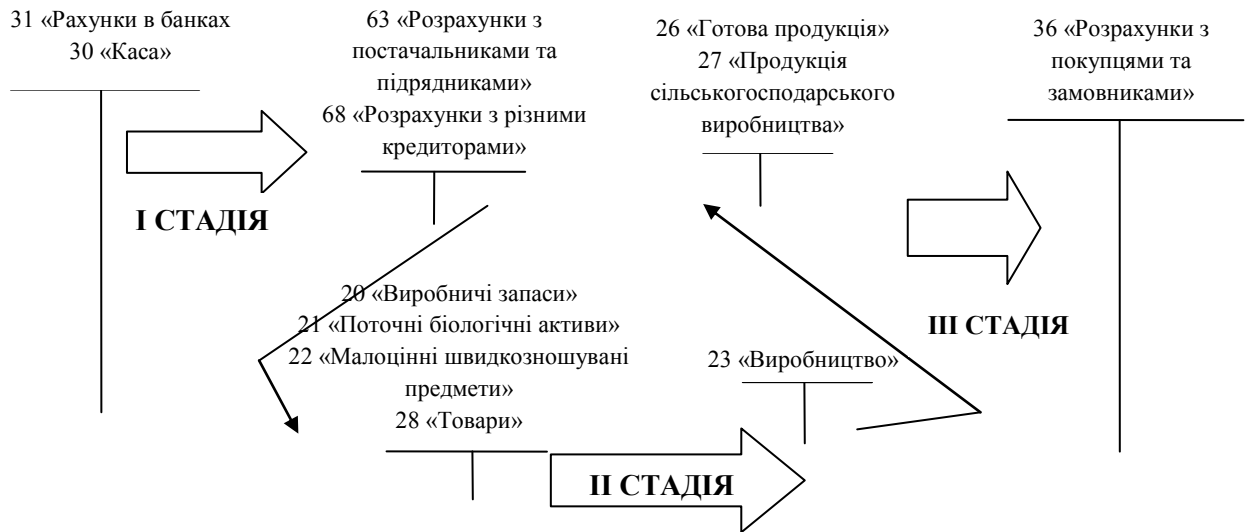 31 «Рахунки в банках
30 «Каса»
63 «Розрахунки з
постачальниками та
підрядниками»
68 «Розрахунки з різними
кредиторами»
26 «Готова продукція»
27 «Продукція
сільськогосподарського
виробництва»
36 «Розрахунки з
покупцями та
замовниками»
І СТАДІЯ
20 «Виробничі запаси»
21 «Поточні біологічні активи»
22 «Малоцінні швидкозношувані
предмети»
28 «Товари»
23 «Виробництво»
ІІІ СТАДІЯ
ІІ СТАДІЯ